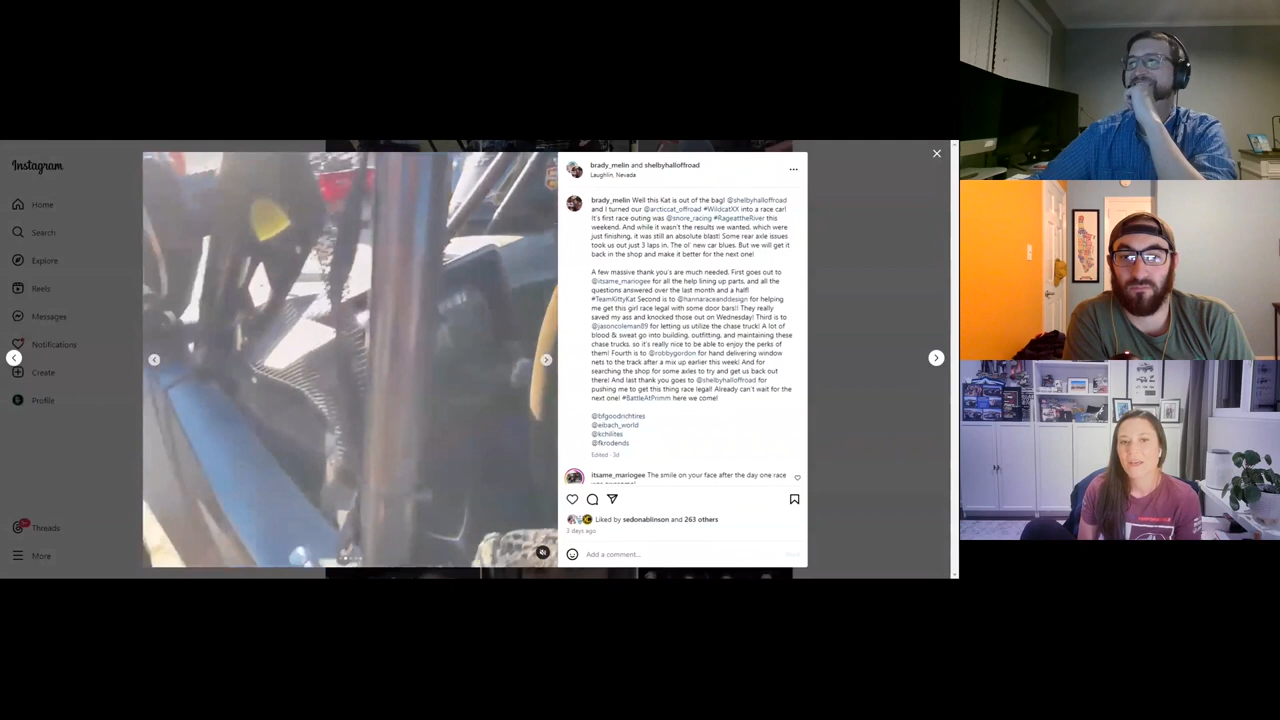 Instagram
Home
Search
Explore
Reels
Messages
Notifications
Create
Profile
Threads
More
brady_melin and shelbyhalloffroad
Laughlin, Nevada
brady_melin Well this Kat is out of the bag! @shelbyhalloffroad
and I turned our @arcticcat_offroad #WildcatXX into a race car!
It's first race outing was @snore_racing #RageattheRiver this
weekend. And while it wasn't the results we wanted, which were
just finishing, it was still an absolute blast! Some rear axle issues
took us out just 3 laps in. The ol' new car blues. But we will get it
back in the shop and make it better for the next one!
A few massive thank you's are much needed. First goes out to
@itsame_mariogee for all the help lining up parts, and all the
questions answered over the last month and a half!
#TeamKittyKat Second is to @hannaraceanddesign for helping
me get this girl race legal with some door bars!! They really
saved my ass and knocked those out on Wednesday! Third is to
@jasoncoleman89 for letting us utilize the chase truck! A lot of
blood & sweat go into building, outfitting, and maintaining these
chase trucks, so it's really nice to be able to enjoy the perks of
them! Fourth is to @robbygordon for hand delivering window
nets to the track after a mix up earlier this week! And for
searching the shop for some axles to try and get us back out
there! And last thank you goes to @shelbyhalloffroad for
pushing me to get this thing race legal! Already can't wait for the
next one! #BattleAtPrimm here we come!
@bfgoodrichtires
@eibach_world
@kchilites
@fkrodends
Edited · 3d
itsame_mariogee The smile on your face after the day one race
Liked by sedonablinson and 263 others
3 days ago
Add a comment...